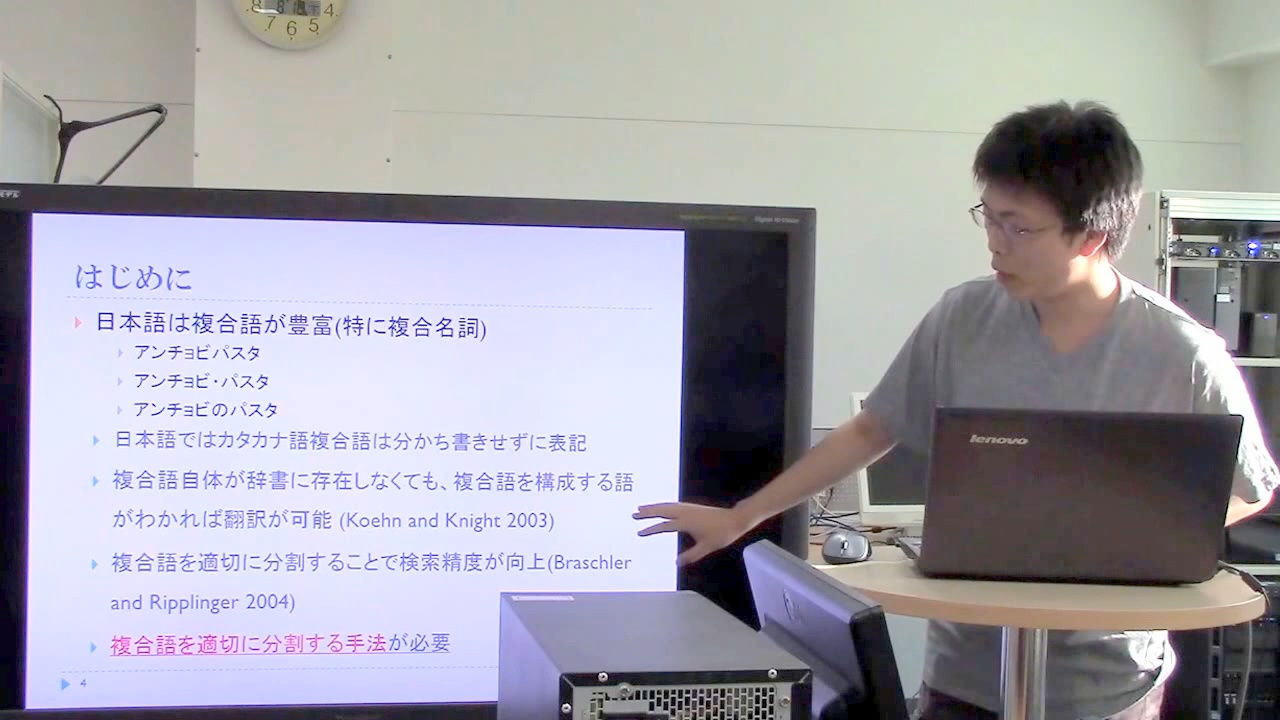 8 7 6 5 4
はじめに
日本語は複合語が豊富(特に複合名詞)
アンチョビパスタ
アンチョビ・パスタ
アンチョビのパスタ
日本語ではカタカナ語複合語は分かち書きせずに表記
複合語自体が辞書に存在しなくても、複合語を構成する語
がわかれば翻訳が可能 (Koehn and Knight 2003)
複合語を適切に分割することで検索精度が向上(Braschler
and Ripplinger 2004)
複合語を適切に分割する手法が必要
4
lenovo
hp